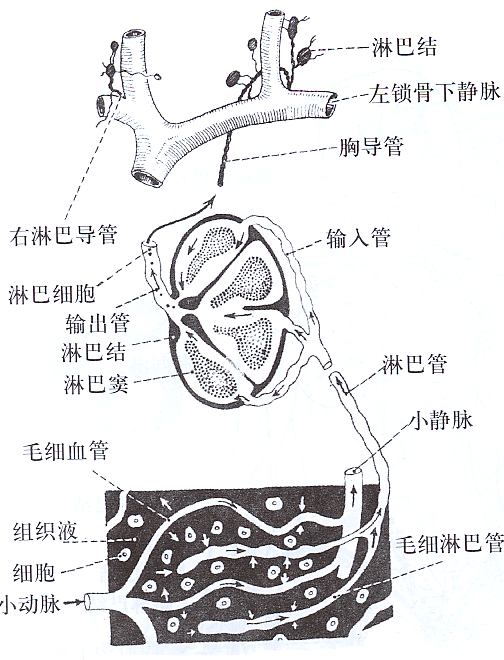 淋巴结
左锁骨下静脉
胸导管
右淋巴导管
输入管
淋巴细胞
输出管
淋巴结
淋巴窦
淋巴管
小静脉
毛细血管
组织液
毛细淋巴管
细胞
小动脉